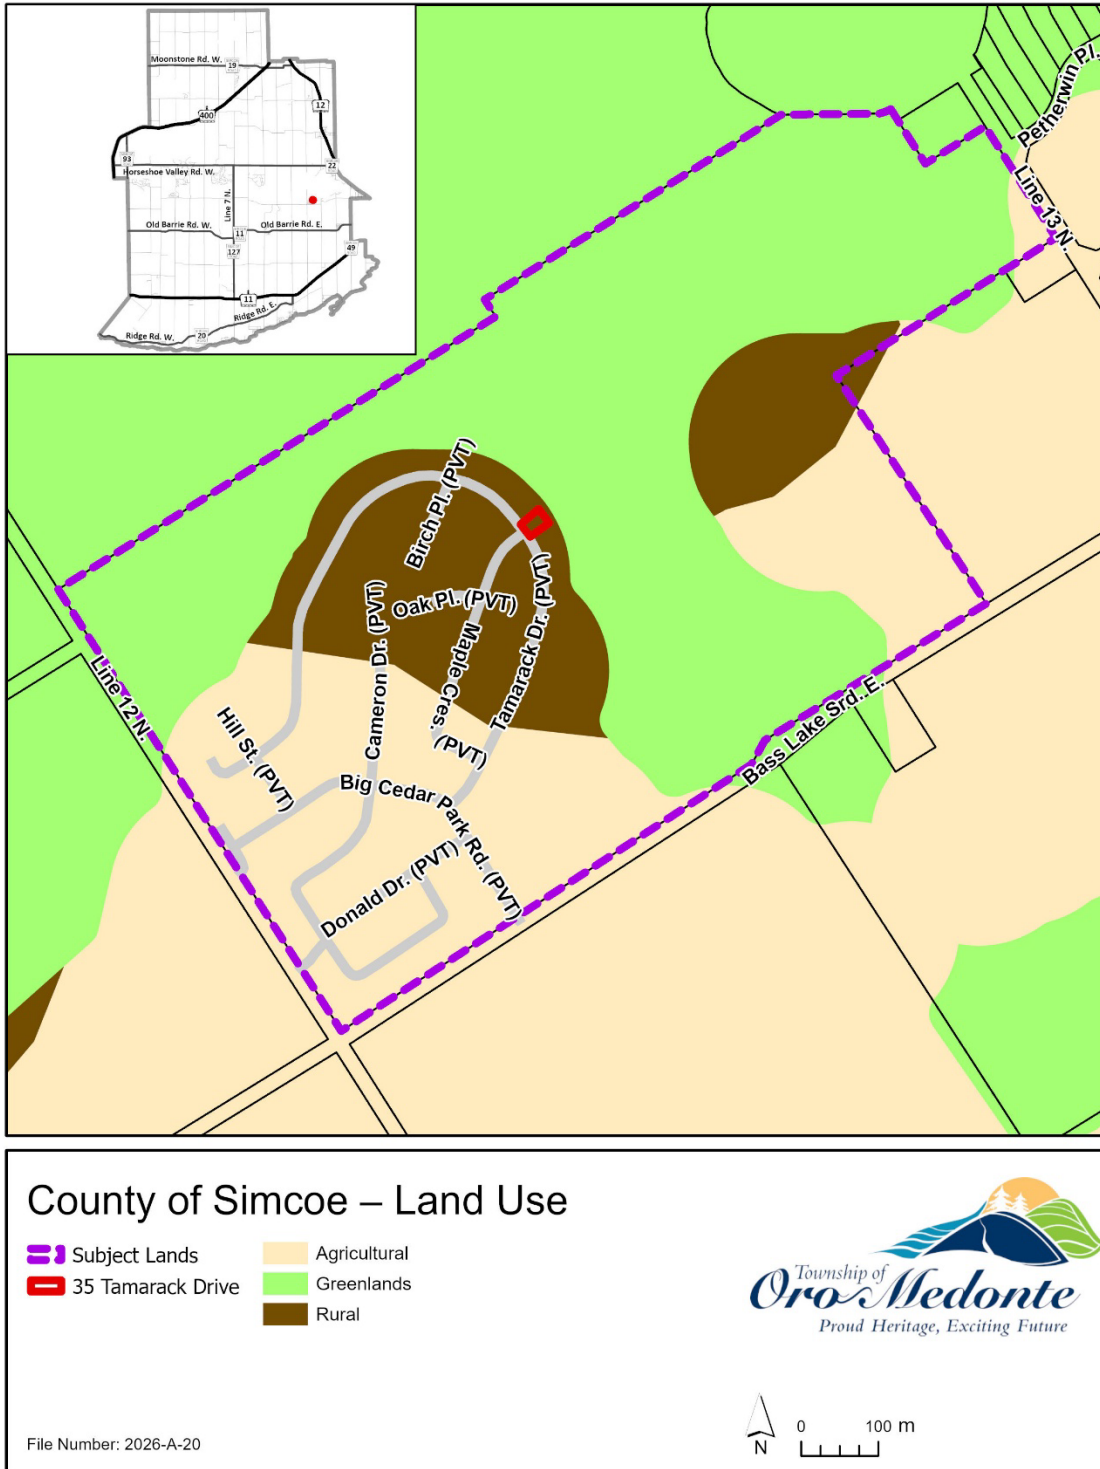 Moonstone Rd. W.
19
400
12
93
22
Horseshoe Valley Rd. W.
Line 7 N.
Old Barrie Rd. W.
Old Barrie Rd. E.
11
127
49
11
Ridge Rd. E.
Ridge Rd. W.
20
Petherwin Pl.
Line 13 N.
Birch Pl. (PVT)
Oak Pl. (PVT)
Cameron Dr. (PVT)
Maple Cres. (PVT)
Tamarack Dr. (PVT)
Line 12 N.
Hill St. (PVT)
Big Cedar Park Rd. (PVT)
Donald Dr. (PVT)
Bass Lake Srd. E.
County of Simcoe – Land Use
Subject Lands
35 Tamarack Drive
Agricultural
Greenlands
Rural
Township of
Oro-Medonte
Proud Heritage, Exciting Future
File Number: 2026-A-20
N
0 100 m